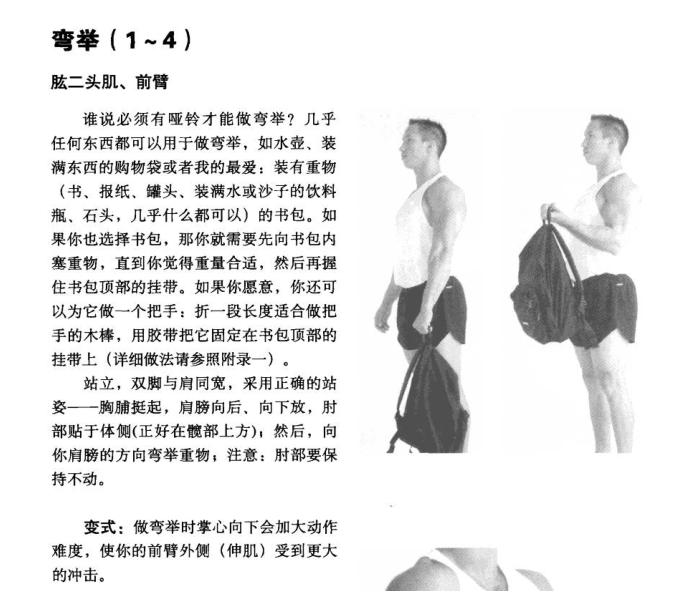 弯举（1~4）
肱二头肌、前臂
谁说必须有哑铃才能做弯举？几乎
任何东西都可以用于做弯举，如水壶、装
满东西的购物袋或者我的最爱：装有重物
（书、报纸、罐头、装满水或沙子的饮料
瓶、石头，几乎什么都可以）的书包。如
果你也选择书包，那你就需要先向书包内
塞重物，直到你觉得重量合适，然后再握
住书包顶部的挂带。如果你愿意，你还可
以为它做一个把手：折一段长度适合做把
手的木棒，用胶带把它固定在书包顶部的
挂带上（详细做法请参照附录一）。
站立，双脚与肩同宽，采用正确的站
姿——胸脯挺起，肩膀向后、向下放，肘
部贴于体侧(正好在髋部上方)；然后，向
你肩膀的方向弯举重物；注意：肘部要保
持不动。
变式：做弯举时掌心向下会加大动作
难度，使你的前臂外侧（伸肌）受到更大
的冲击。